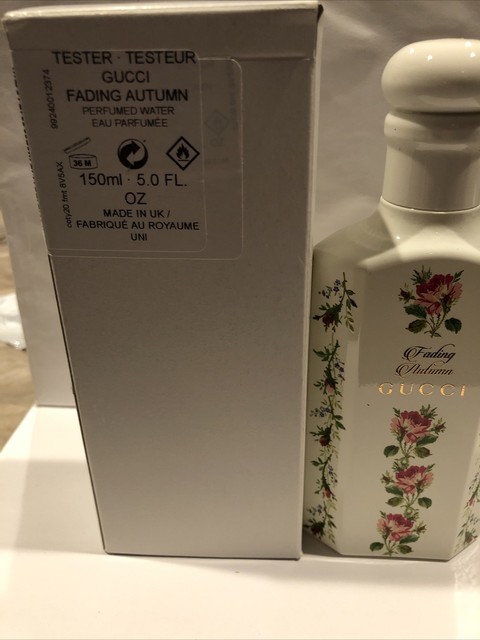 TESTER · TESTEUR
GUCCI
FADING AUTUMN
PERFUMED WATER
EAU PARFUMÉE
36 M
150ml · 5.0 FL.
OZ
MADE IN UK /
FABRIQUÉ AU ROYAUME
UNI
99240012374
Fading
Autumn
GUCCI